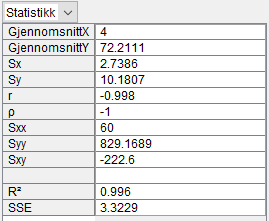 Statistikk
GjennomsnittX 4
GjennomsnittY 72.2111
Sx 2.7386
Sy 10.1807
r -0.998
ρ -1
Sxx 60
Syy 829.1689
Sxy -222.6
R² 0.996
SSE 3.3229